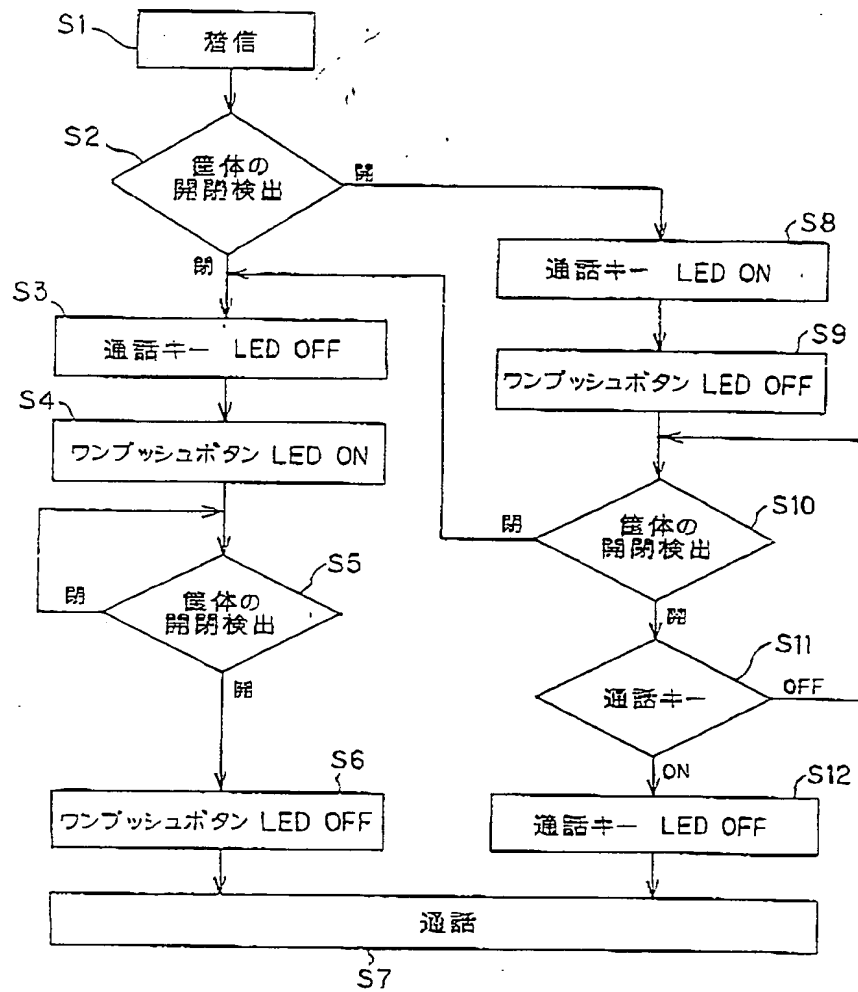 S1
着信
S2
筐体の
開閉検出
開
閉
S3
通話キー LED OFF
S4
ワンプッシュボタン LED ON
S5
筐体の
開閉検出
閉
開
S6
ワンプッシュボタン LED OFF
S8
通話キー LED ON
S9
ワンプッシュボタン LED OFF
S10
筐体の
開閉検出
閉
開
S11
通話キー
OFF
ON
S12
通話キー LED OFF
通話
S7